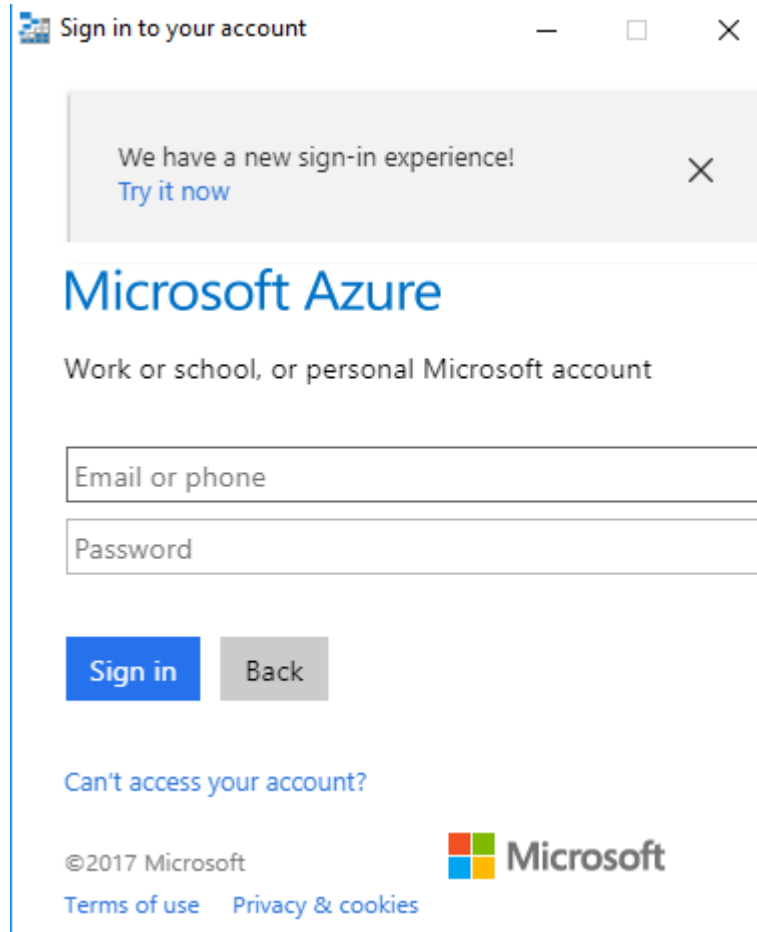 Sign in to your account
We have a new sign-in experience!
Try it now
Microsoft Azure
Work or school, or personal Microsoft account
Email or phone
Password
Sign in Back
Can't access your account?
©2017 Microsoft Microsoft
Terms of use Privacy & cookies